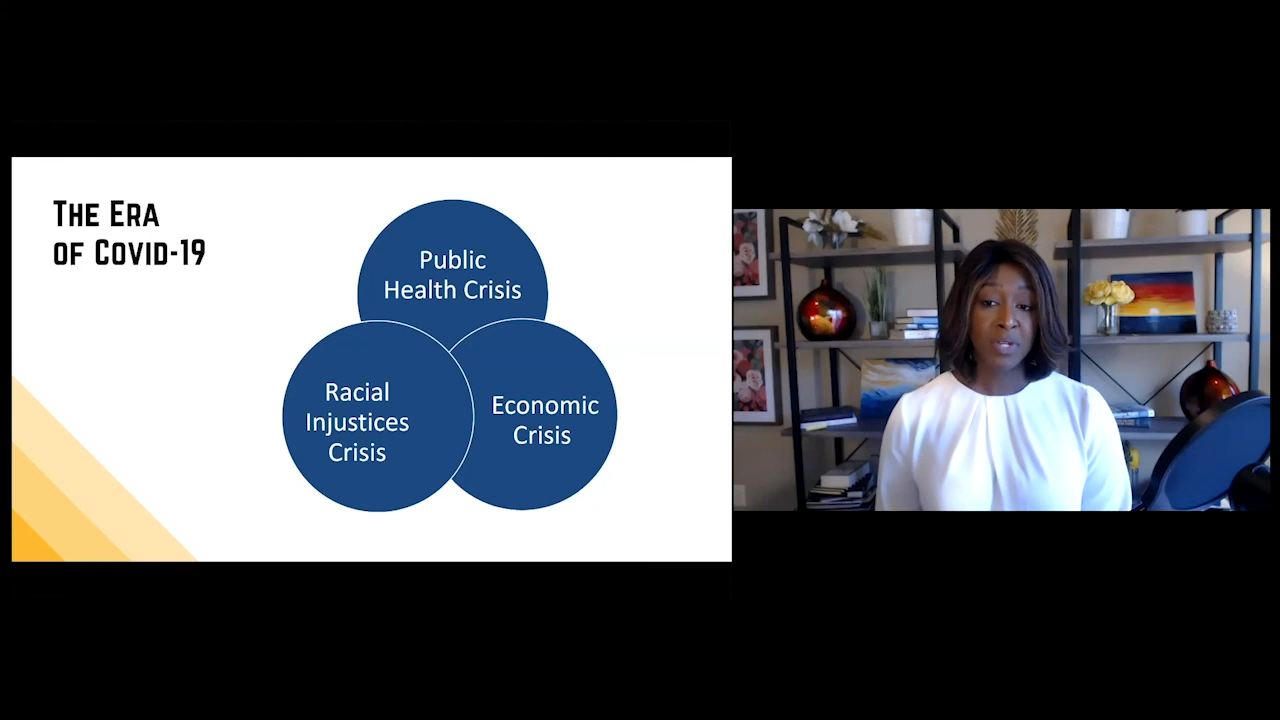 The Era
of Covid-19
Public
Health Crisis
Racial
Injustices
Crisis
Economic
Crisis